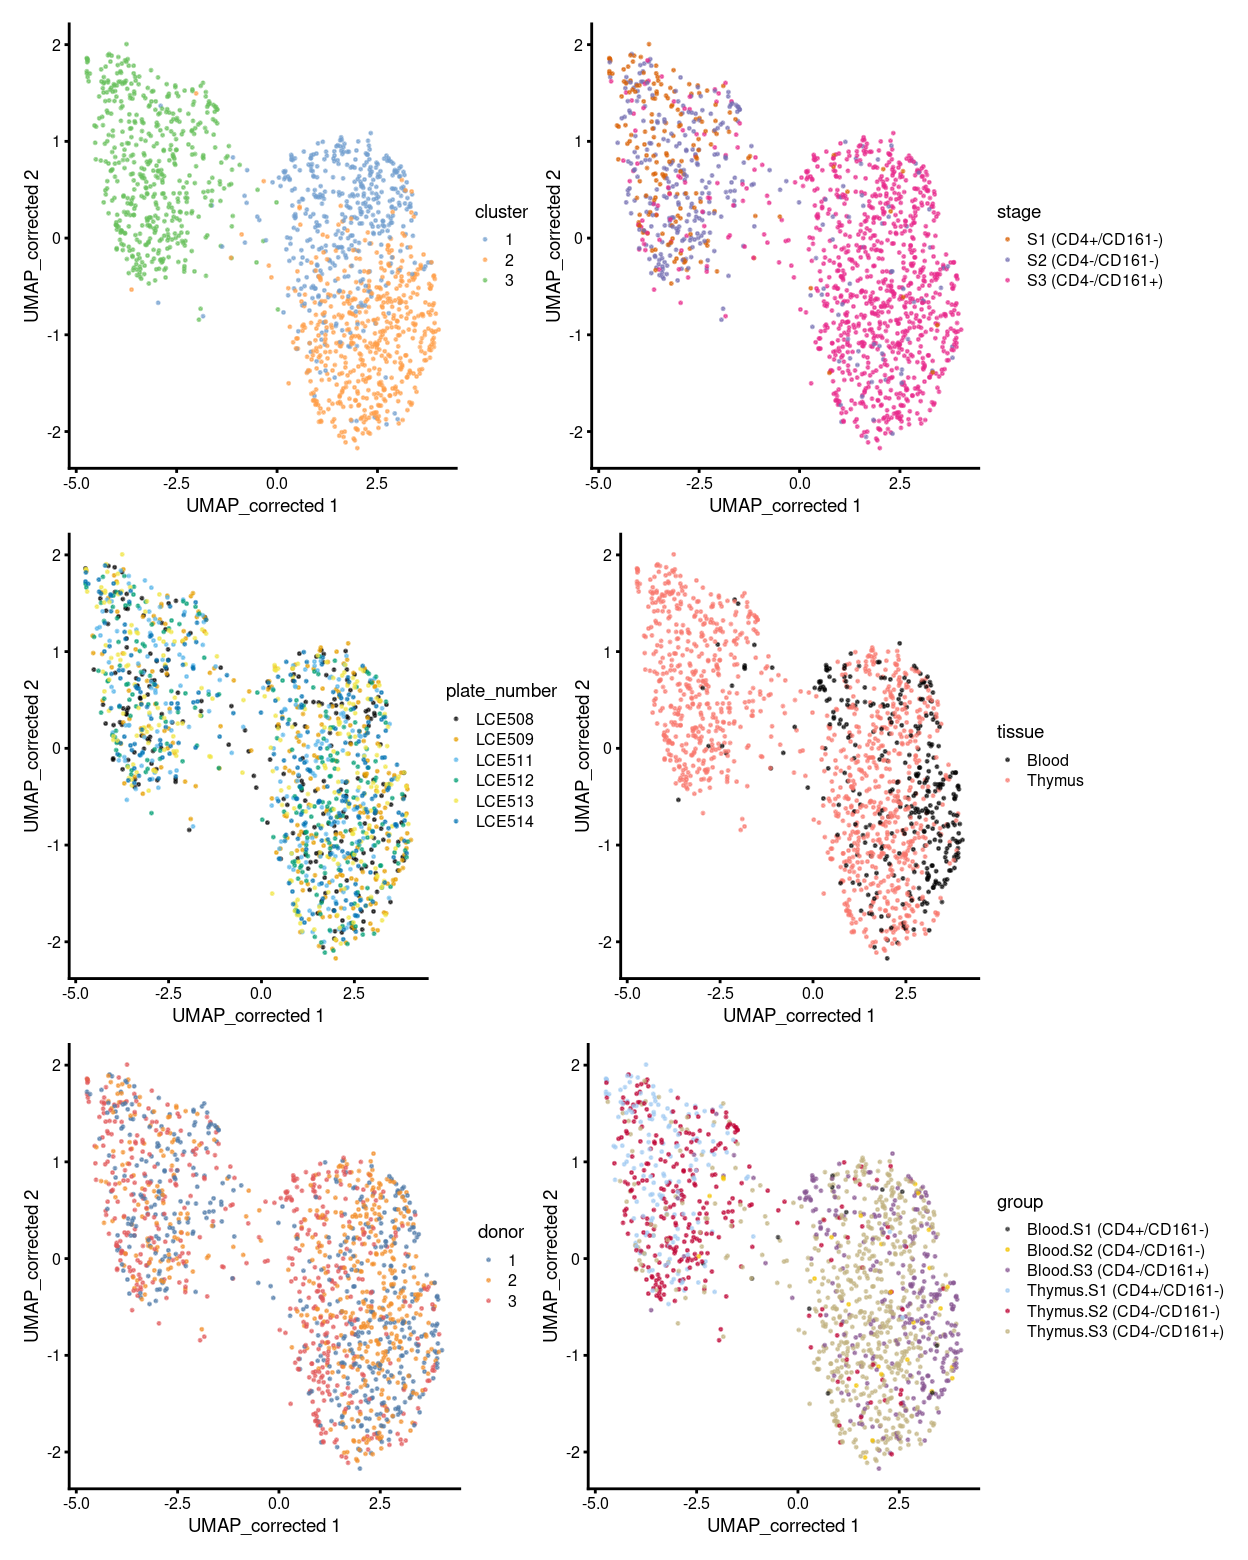 2
1
0
-1
-2
-5.0 -2.5 0.0 2.5
UMAP_corrected 1
UMAP_corrected 2
cluster
1
2
3
2
1
0
-1
-2
-5.0 -2.5 0.0 2.5
UMAP_corrected 1
UMAP_corrected 2
stage
S1 (CD4+/CD161-)
S2 (CD4-/CD161-)
S3 (CD4-/CD161+)
2
1
0
-1
-2
-5.0 -2.5 0.0 2.5
UMAP_corrected 1
UMAP_corrected 2
plate_number
LCE508
LCE509
LCE511
LCE512
LCE513
LCE514
2
1
0
-1
-2
-5.0 -2.5 0.0 2.5
UMAP_corrected 1
UMAP_corrected 2
tissue
Blood
Thymus
2
1
0
-1
-2
-5.0 -2.5 0.0 2.5
UMAP_corrected 1
UMAP_corrected 2
donor
1
2
3
2
1
0
-1
-2
-5.0 -2.5 0.0 2.5
UMAP_corrected 1
UMAP_corrected 2
group
Blood.S1 (CD4+/CD161-)
Blood.S2 (CD4-/CD161-)
Blood.S3 (CD4-/CD161+)
Thymus.S1 (CD4+/CD161-)
Thymus.S2 (CD4-/CD161-)
Thymus.S3 (CD4-/CD161+)